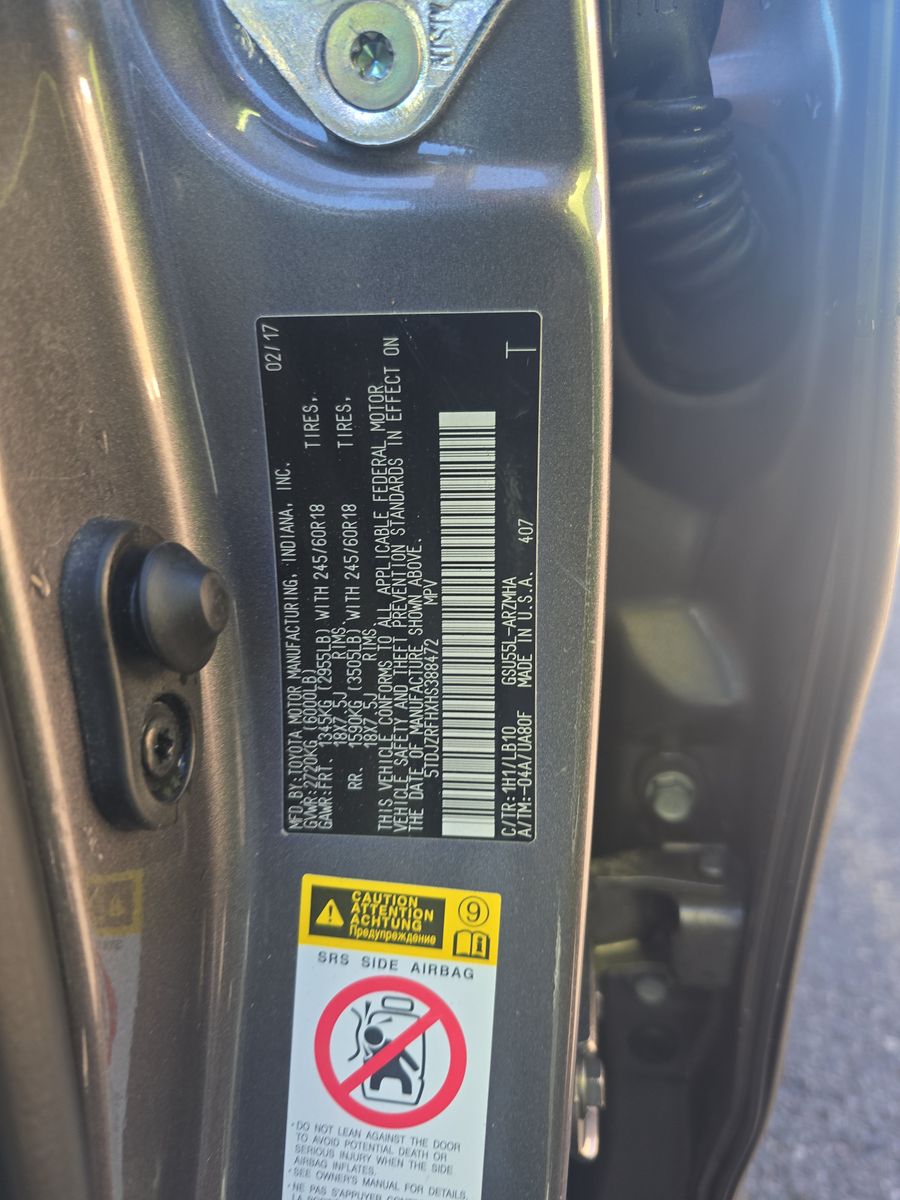 MFD BY:TOYOTA MOTOR MANUFACTURING, INDIANA, INC. 02/17
GVWR:2720KG (6000LB)
GAWR:FRT. 1345KG (2955LB) WITH 245/60R18 TIRES,
18X7.5J RIMS
RR. 1590KG (3505LB) WITH 245/60R18 TIRES,
18X7.5J RIMS
THIS VEHICLE CONFORMS TO ALL APPLICABLE FEDERAL MOTOR
VEHICLE SAFETY AND THEFT PREVENTION STANDARDS IN EFFECT ON
THE DATE OF MANUFACTURE SHOWN ABOVE.
5TDJZRFHXHS388472 MPV
C/TR:1H1/LB10 GSU55L-ARZMHA
A/TM:-04A/UA80F MADE IN U.S.A. 407 T
CAUTION
ATTENTION
ACHTUNG
Предупреждение
9
SRS SIDE AIRBAG
•DO NOT LEAN AGAINST THE DOOR
TO AVOID POTENTIAL DEATH OR
SERIOUS INJURY WHEN THE SIDE
AIRBAG INFLATES.
•SEE OWNER'S MANUAL FOR DETAILS.
•NE PAS S'APPUYER